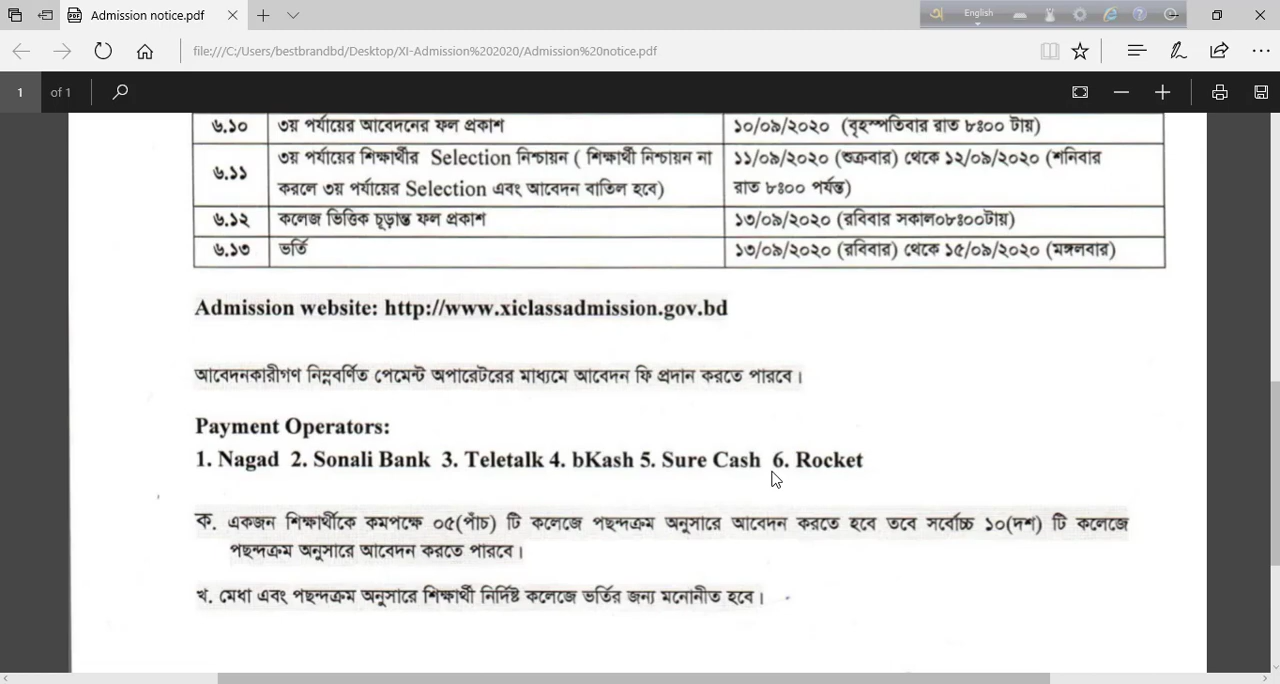 Admission notice.pdf
English
file:///C:/Users/bestbrandbd/Desktop/XI-Admission%202020/Admission%20notice.pdf
1 of 1
৬.১০ ৩য় পর্যায়ের আবেদনের ফল প্রকাশ ১০/০৯/২০২০ (বৃহস্পতিবার রাত ৮ঃ০০ টায়)
৬.১১ ৩য় পর্যায়ের শিক্ষার্থীর Selection নিশ্চায়ন ( শিক্ষার্থী নিশ্চায়ন না ১১/০৯/২০২০ (শুক্রবার) থেকে ১২/০৯/২০২০ (শনিবার
করলে ৩য় পর্যায়ের Selection এবং আবেদন বাতিল হবে) রাত ৮ঃ০০ পর্যন্ত)
৬.১২ কলেজ ভিত্তিক চূড়ান্ত ফল প্রকাশ ১৩/০৯/২০২০ (রবিবার সকাল০৮ঃ০০টায়)
৬.১৩ ভর্তি ১৩/০৯/২০২০ (রবিবার) থেকে ১৫/০৯/২০২০ (মঙ্গলবার)
Admission website: http://www.xiclassadmission.gov.bd
আবেদনকারীগণ নিম্নবর্ণিত পেমেন্ট অপারেটরের মাধ্যমে আবেদন ফি প্রদান করতে পারবে।
Payment Operators:
1. Nagad 2. Sonali Bank 3. Teletalk 4. bKash 5. Sure Cash 6. Rocket
ক. একজন শিক্ষার্থীকে কমপক্ষে ০৫(পাঁচ) টি কলেজে পছন্দক্রম অনুসারে আবেদন করতে হবে তবে সর্বোচ্চ ১০(দশ) টি কলেজে
পছন্দক্রম অনুসারে আবেদন করতে পারবে।
খ. মেধা এবং পছন্দক্রম অনুসারে শিক্ষার্থী নির্দিষ্ট কলেজে ভর্তির জন্য মনোনীত হবে।